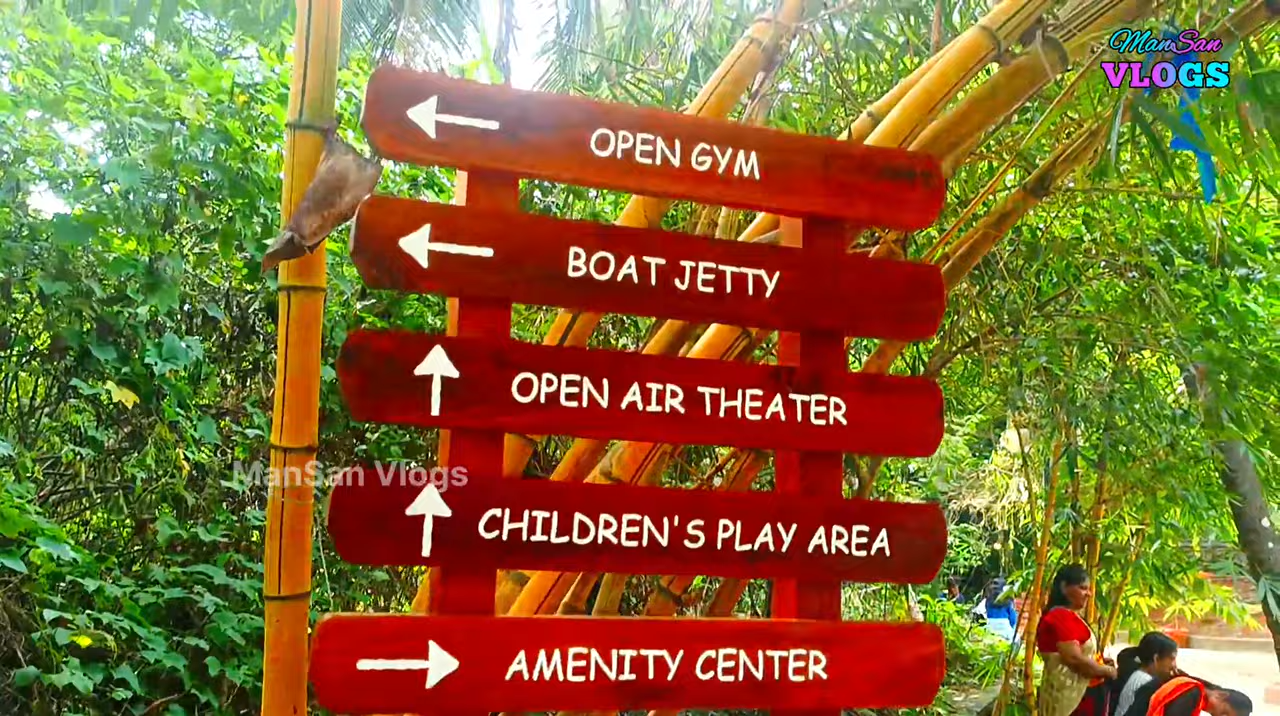 ManSan
VLOGS
OPEN GYM
BOAT JETTY
OPEN AIR THEATER
ManSan Vlogs
CHILDREN'S PLAY AREA
AMENITY CENTER